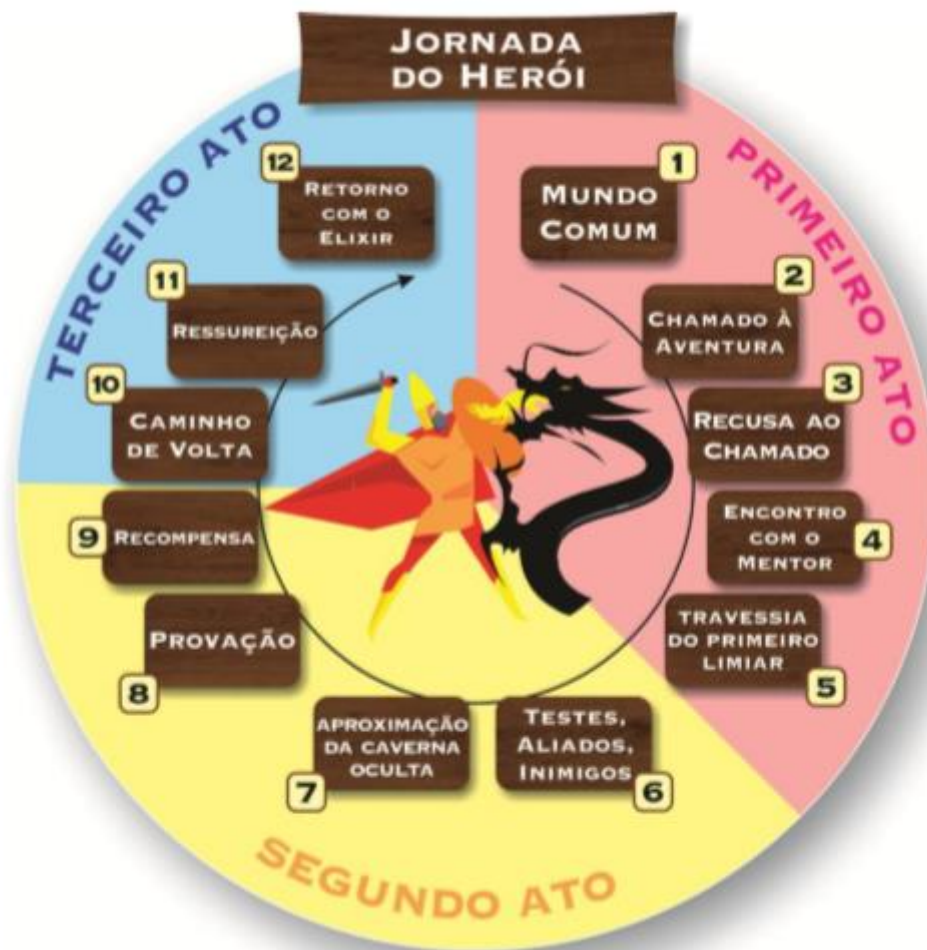 JORNADA
DO HERÓI
PRIMEIRO ATO
1
MUNDO
COMUM
2
CHAMADO À
AVENTURA
3
RECUSA AO
CHAMADO
4
ENCONTRO
COM O
MENTOR
5
TRAVESSIA
DO PRIMEIRO
LIMIAR
SEGUNDO ATO
6
TESTES,
ALIADOS,
INIMIGOS
7
APROXIMAÇÃO
DA CAVERNA
OCULTA
8
PROVAÇÃO
9
RECOMPENSA
TERCEIRO ATO
10
CAMINHO
DE VOLTA
11
RESSUREIÇÃO
12
RETORNO
COM O
ELIXIR